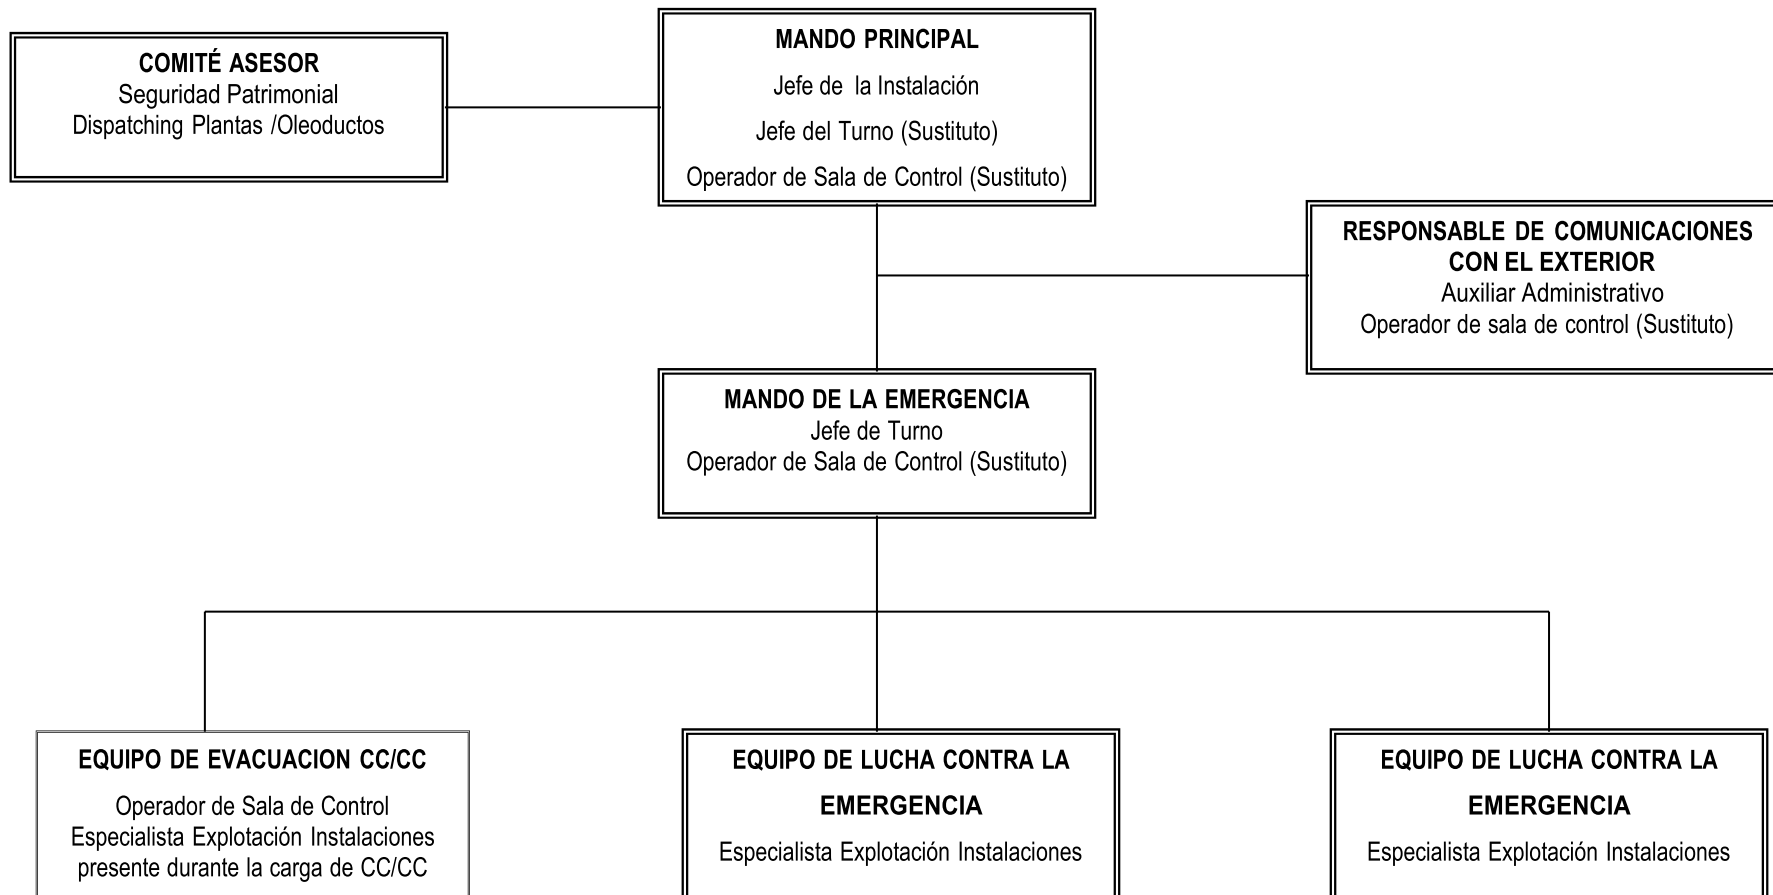 COMITÉ ASESOR
Seguridad Patrimonial
Dispatching Plantas /Oleoductos
MANDO PRINCIPAL
Jefe de la Instalación
Jefe del Turno (Sustituto)
Operador de Sala de Control (Sustituto)
RESPONSABLE DE COMUNICACIONES
CON EL EXTERIOR
Auxiliar Administrativo
Operador de sala de control (Sustituto)
MANDO DE LA EMERGENCIA
Jefe de Turno
Operador de Sala de Control (Sustituto)
EQUIPO DE EVACUACION CC/CC
Operador de Sala de Control
Especialista Explotación Instalaciones
presente durante la carga de CC/CC
EQUIPO DE LUCHA CONTRA LA
EMERGENCIA
Especialista Explotación Instalaciones
EQUIPO DE LUCHA CONTRA LA
EMERGENCIA
Especialista Explotación Instalaciones